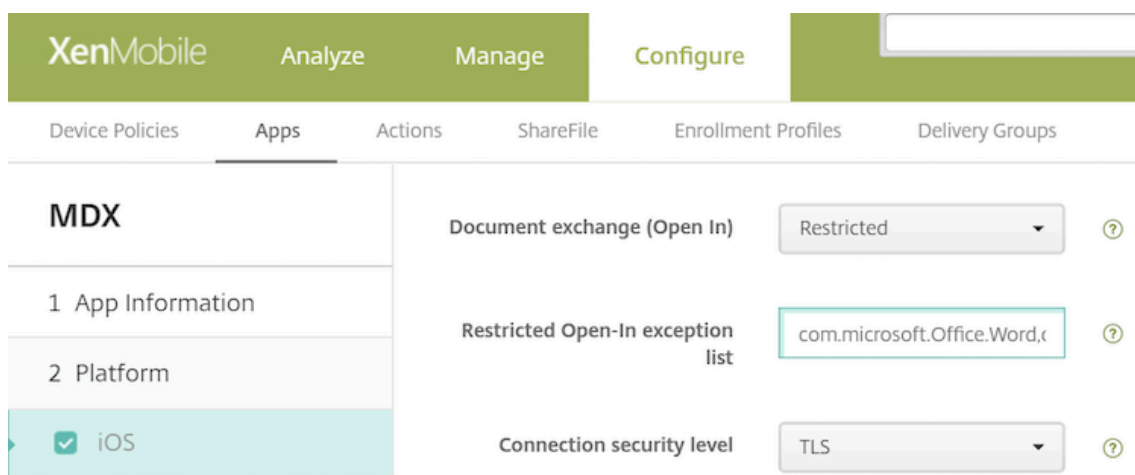 XenMobile Analyze Manage Configure
Device Policies Apps Actions ShareFile Enrollment Profiles Delivery Groups
MDX
1 App Information
2 Platform
iOS
Document exchange (Open In) Restricted ?
Restricted Open-In exception
list
com.microsoft.Office.Word, ?
Connection security level TLS ?